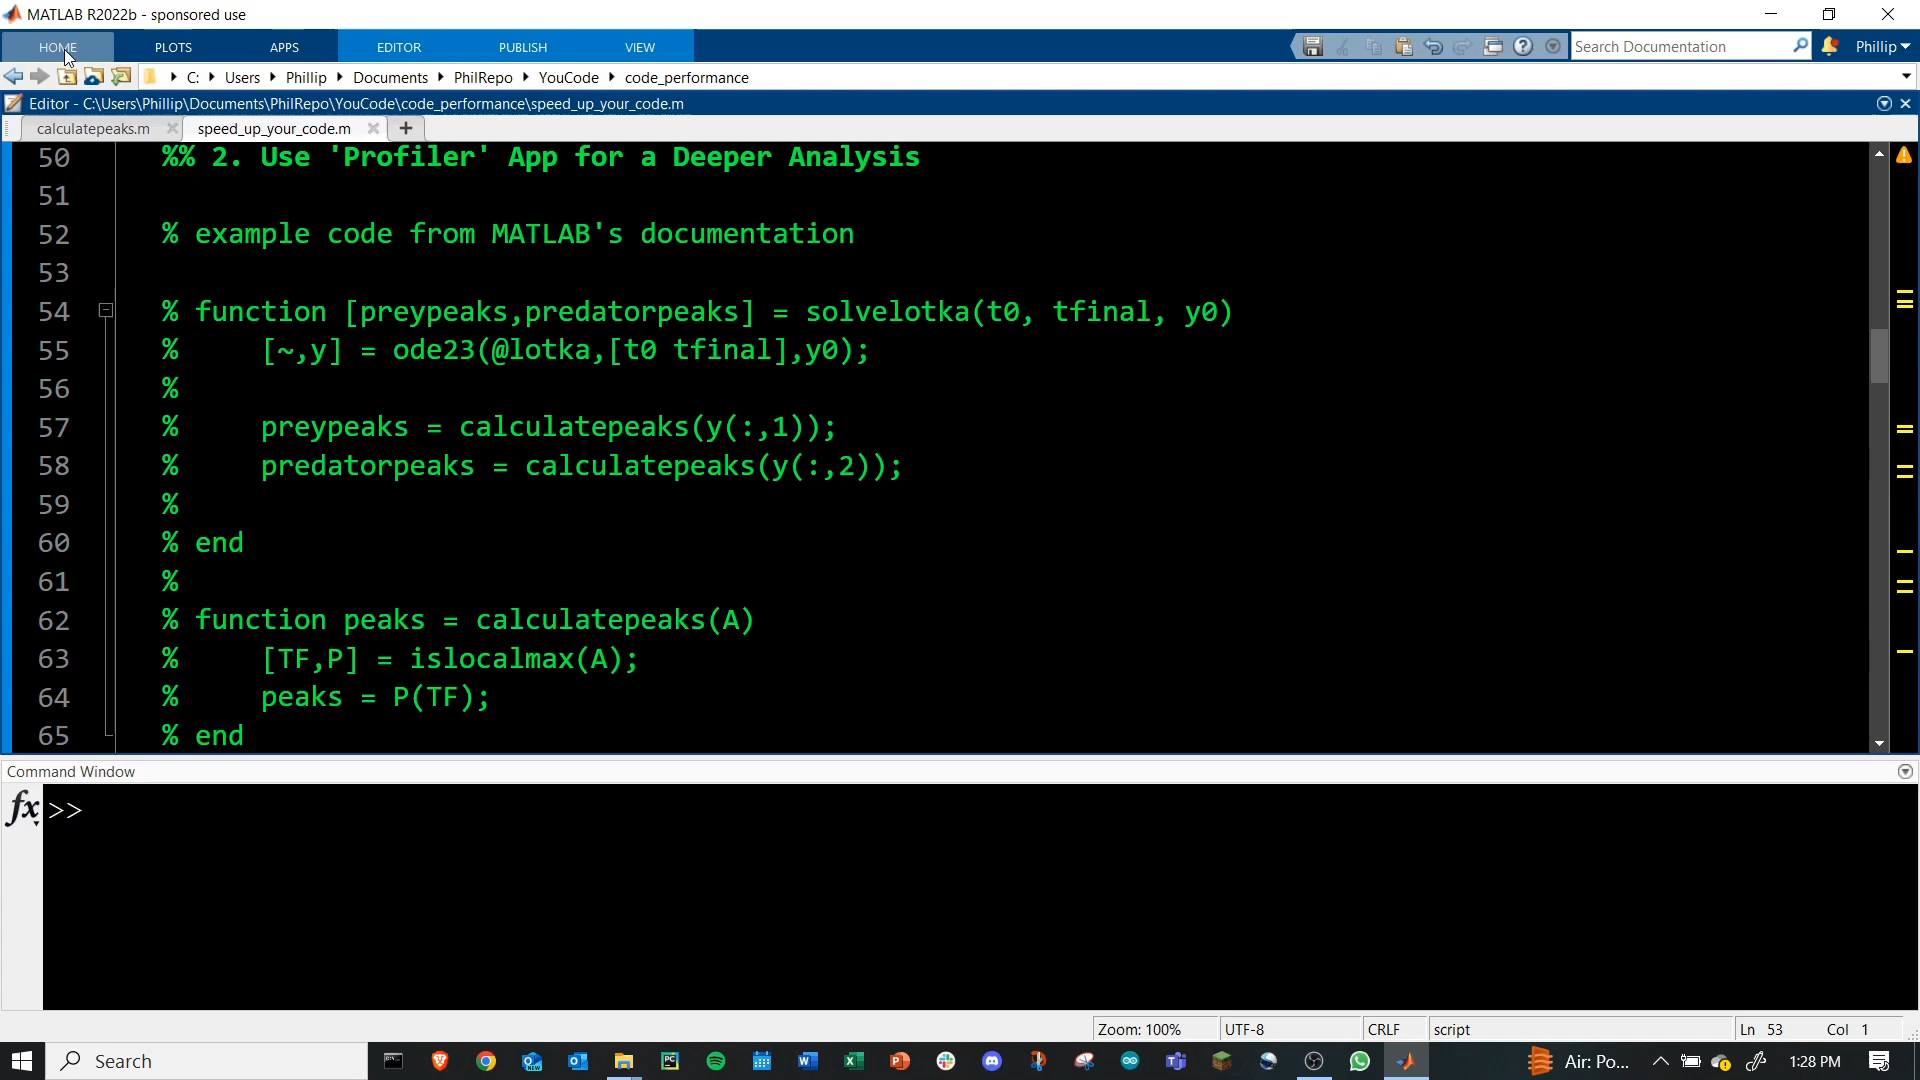 MATLAB R2022b - sponsored use
HOME PLOTS APPS EDITOR PUBLISH VIEW Search Documentation Phillip
C: Users Phillip Documents PhilRepo YouCode code_performance
Editor - C:\Users\Phillip\Documents\PhilRepo\YouCode\code_performance\speed_up_your_code.m
calculatepeaks.m speed_up_your_code.m +
50 %% 2. Use 'Profiler' App for a Deeper Analysis
51
52 % example code from MATLAB's documentation
53
54 % function [preypeaks,predatorpeaks] = solvelotka(t0, tfinal, y0)
55 %     [~,y] = ode23(@lotka,[t0 tfinal],y0);
56 %
57 %     preypeaks = calculatepeaks(y(:,1));
58 %     predatorpeaks = calculatepeaks(y(:,2));
59 %
60 % end
61 %
62 % function peaks = calculatepeaks(A)
63 %     [TF,P] = islocalmax(A);
64 %     peaks = P(TF);
65 % end
Command Window
fx >>
Zoom: 100% UTF-8 CRLF script Ln 53 Col 1
Search Air: Po... 1:28 PM